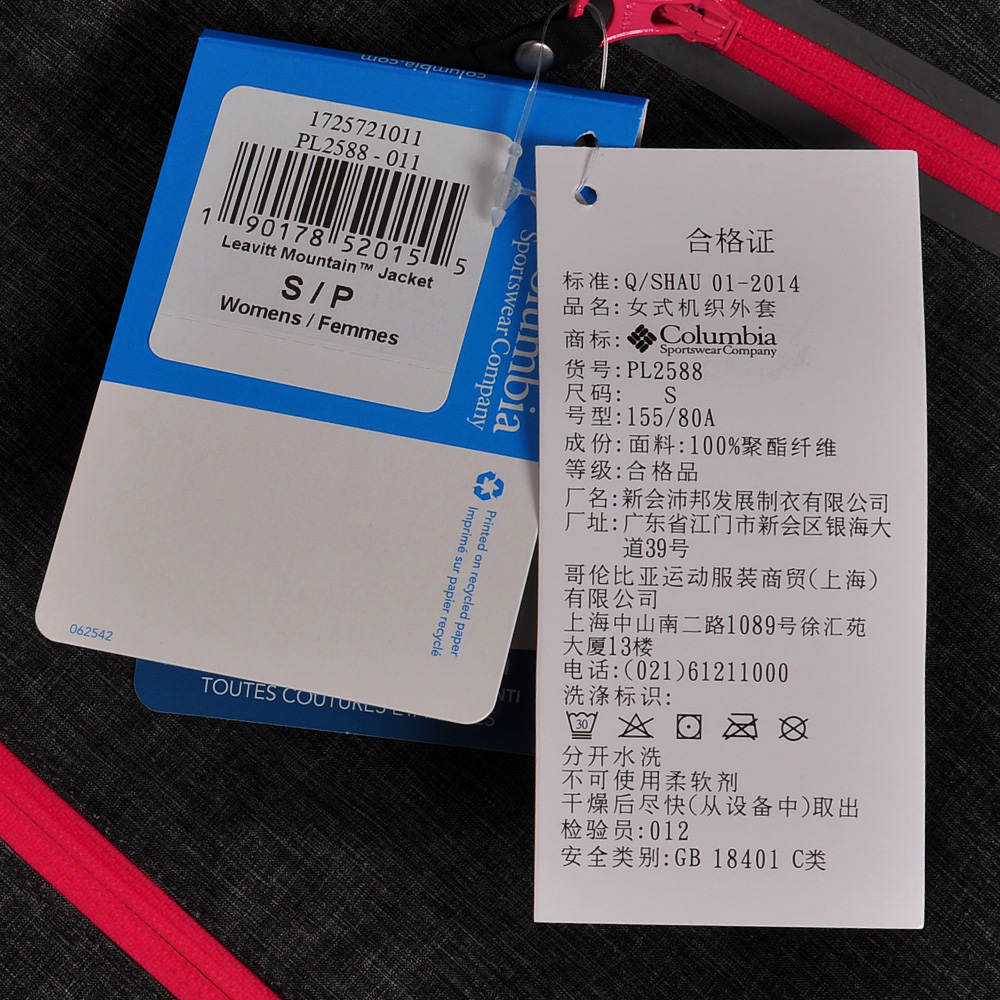 columbia.com
1725721011
PL2588 - 011
1 90178 52015 5
Leavitt Mountain™ Jacket
S / P
Womens / Femmes
Columbia
Sportswear Company
Printed on recycled paper
Imprimé sur papier recyclé
062542
TOUTES COUTURES
合格证
标准:Q/SHAU 01-2014
品名:女式机织外套
商标: Columbia
Sportswear Company
货号:PL2588
尺码: S
号型:155/80A
成份:面料:100%聚酯纤维
等级:合格品
厂名:新会沛邦发展制衣有限公司
厂址:广东省江门市新会区银海大
道39号
哥伦比亚运动服装商贸(上海)
有限公司
上海中山南二路1089号徐汇苑
大厦13楼
电话:(021)61211000
洗涤标识:
30
分开水洗
不可使用柔软剂
干燥后尽快(从设备中)取出
检验员:012
安全类别:GB 18401 C类